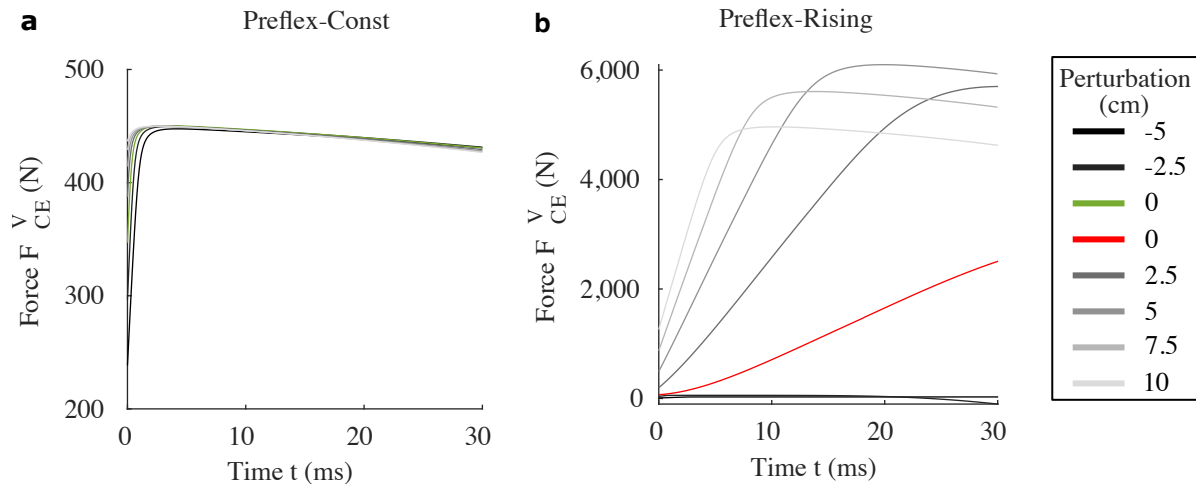 a
Preflex-Const
500
400
300
200
0
10
20
30
Time t (ms)
Force F V CE (N)
b
Preflex-Rising
6,000
4,000
2,000
0
0
10
20
30
Time t (ms)
Force F V CE (N)
Perturbation
(cm)
-5
-2.5
0
0
2.5
5
7.5
10